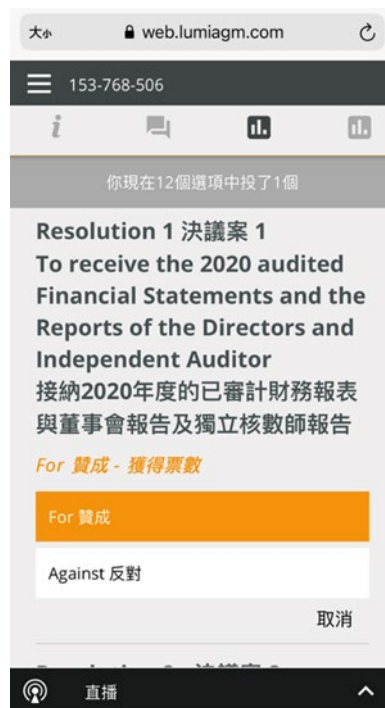 大小 web.lumiagm.com
153-768-506
i
你現在12個選項中投了1個
Resolution 1 決議案 1
To receive the 2020 audited
Financial Statements and the
Reports of the Directors and
Independent Auditor
接納2020年度的已審計財務報表
與董事會報告及獨立核數師報告
For 贊成 - 獲得票數
For 贊成
Against 反對
取消
直播